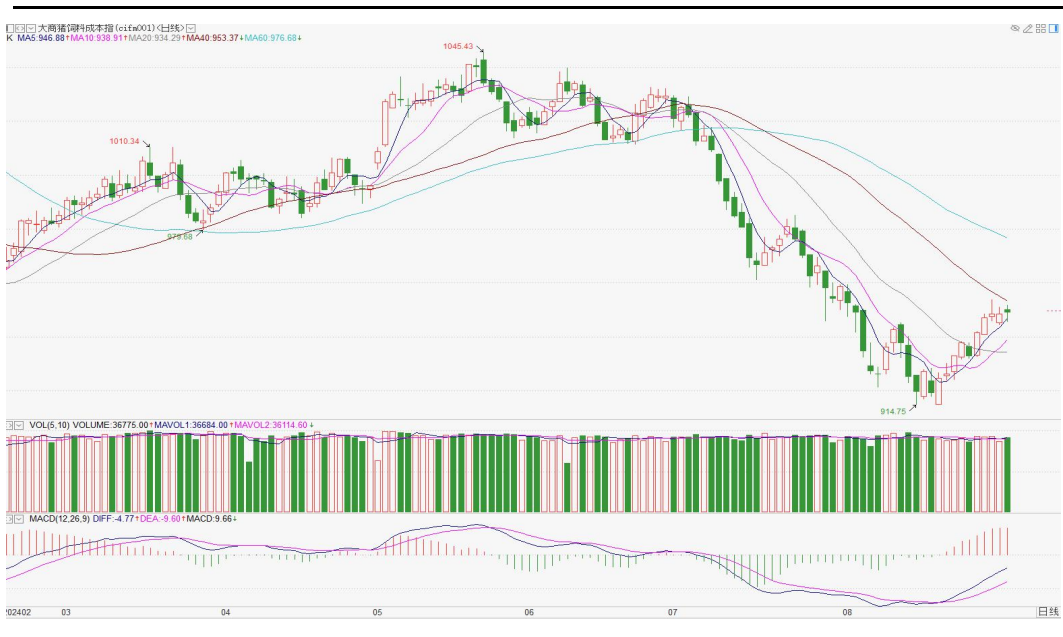 大商猪饲料成本指(cifm001)<日线>
K MA5:946.88↑MA10:938.91↑MA20:934.29↑MA40:953.37↓MA60:976.68↓
1045.43
1010.34
979.68
914.75
VOL(5,10) VOLUME:36775.00↑MAVOL1:36684.00↑MAVOL2:36114.60↓
MACD(12,26,9) DIFF:-4.77↑DEA:-9.60↑MACD:9.66↓
202402 03 04 05 06 07 08 日线